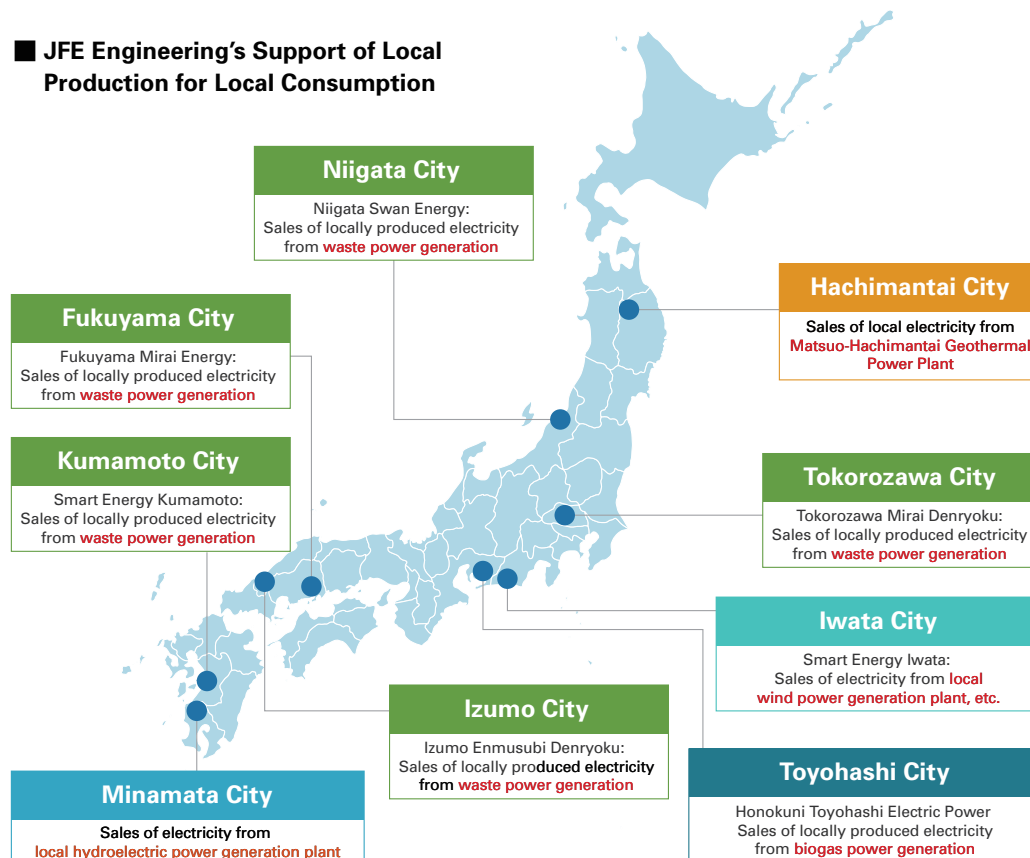 ■ JFE Engineering's Support of Local
Production for Local Consumption
Niigata City
Niigata Swan Energy:
Sales of locally produced electricity
from waste power generation
Hachimantai City
Sales of local electricity from
Matsuo-Hachimantai Geothermal
Power Plant
Fukuyama City
Fukuyama Mirai Energy:
Sales of locally produced electricity
from waste power generation
Kumamoto City
Smart Energy Kumamoto:
Sales of locally produced electricity
from waste power generation
Tokorozawa City
Tokorozawa Mirai Denryoku:
Sales of locally produced electricity
from waste power generation
Iwata City
Smart Energy Iwata:
Sales of electricity from local
wind power generation plant, etc.
Izumo City
Izumo Enmusubi Denryoku:
Sales of locally produced electricity
from waste power generation
Toyohashi City
Honokuni Toyohashi Electric Power
Sales of locally produced electricity
from biogas power generation
Minamata City
Sales of electricity from
local hydroelectric power generation plant